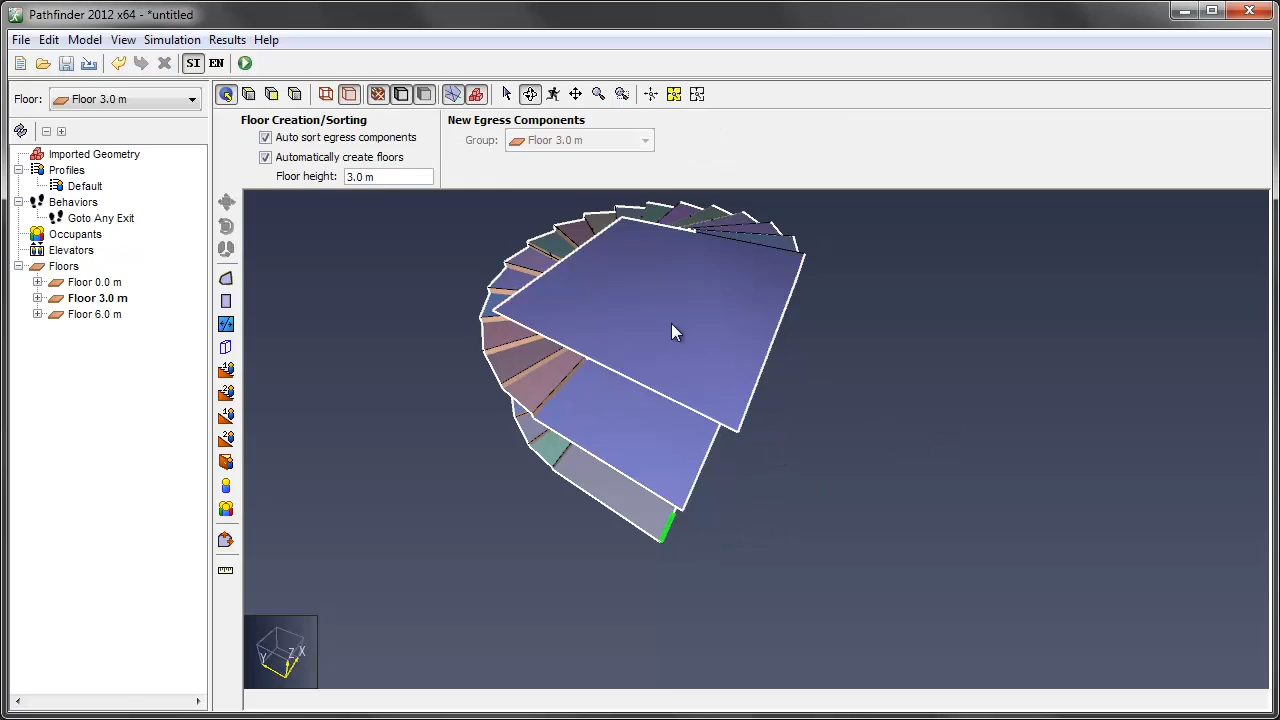 Pathfinder 2012 x64 - *untitled
File Edit Model View Simulation Results Help
SI EN
Floor: Floor 3.0 m
Floor Creation/Sorting
Auto sort egress components
Automatically create floors
Floor height: 3.0 m
New Egress Components
Group: Floor 3.0 m
Imported Geometry
Profiles
Default
Behaviors
Goto Any Exit
Occupants
Elevators
Floors
Floor 0.0 m
Floor 3.0 m
Floor 6.0 m
Y Z X